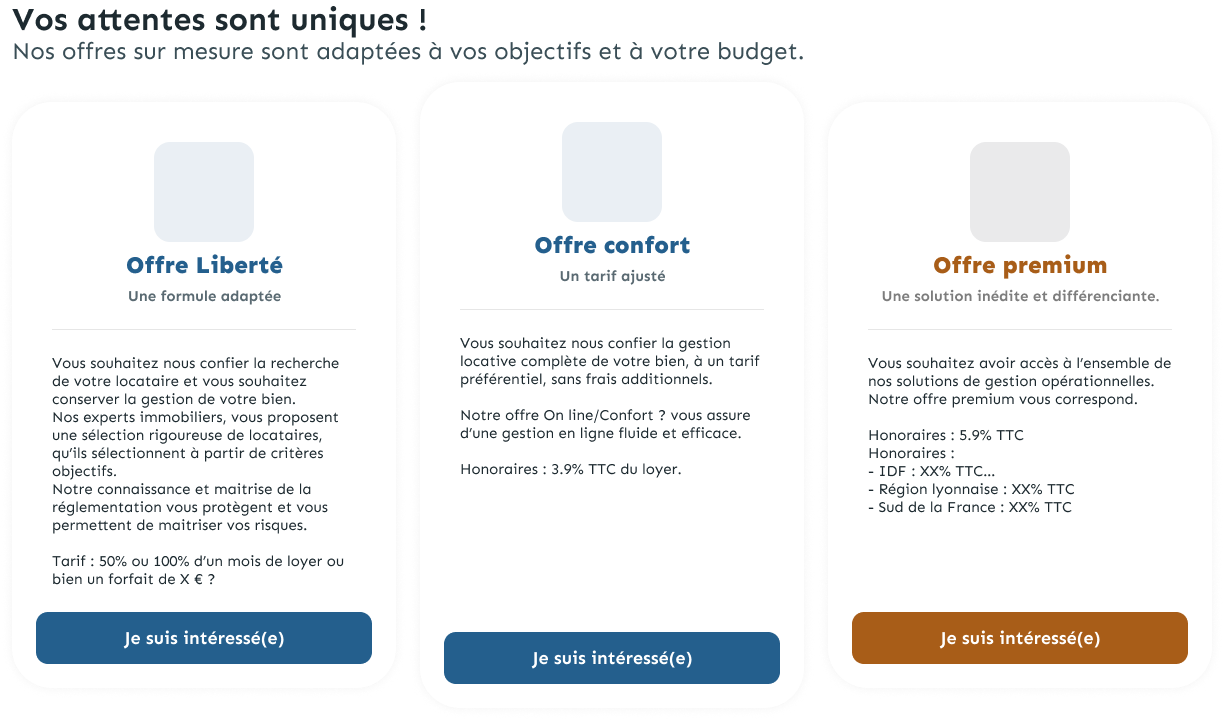 Vos attentes sont uniques !
Nos offres sur mesure sont adaptées à vos objectifs et à votre budget.
Offre Liberté
Une formule adaptée
Vous souhaitez nous confier la recherche
de votre locataire et vous souhaitez
conserver la gestion de votre bien.
Nos experts immobiliers, vous proposent
une sélection rigoureuse de locataires,
qu’ils sélectionnent à partir de critères
objectifs.
Notre connaissance et maitrise de la
réglementation vous protègent et vous
permettent de maitriser vos risques.
Tarif : 50% ou 100% d’un mois de loyer ou
bien un forfait de X € ?
Je suis intéressé(e)
Offre confort
Un tarif ajusté
Vous souhaitez nous confier la gestion
locative complète de votre bien, à un tarif
préférentiel, sans frais additionnels.
Notre offre On line/Confort ? vous assure
d’une gestion en ligne fluide et efficace.
Honoraires : 3.9% TTC du loyer.
Je suis intéressé(e)
Offre premium
Une solution inédite et différenciante.
Vous souhaitez avoir accès à l’ensemble de
nos solutions de gestion opérationnelles.
Notre offre premium vous correspond.
Honoraires : 5.9% TTC
Honoraires :
- IDF : XX% TTC...
- Région lyonnaise : XX% TTC
- Sud de la France : XX% TTC
Je suis intéressé(e)